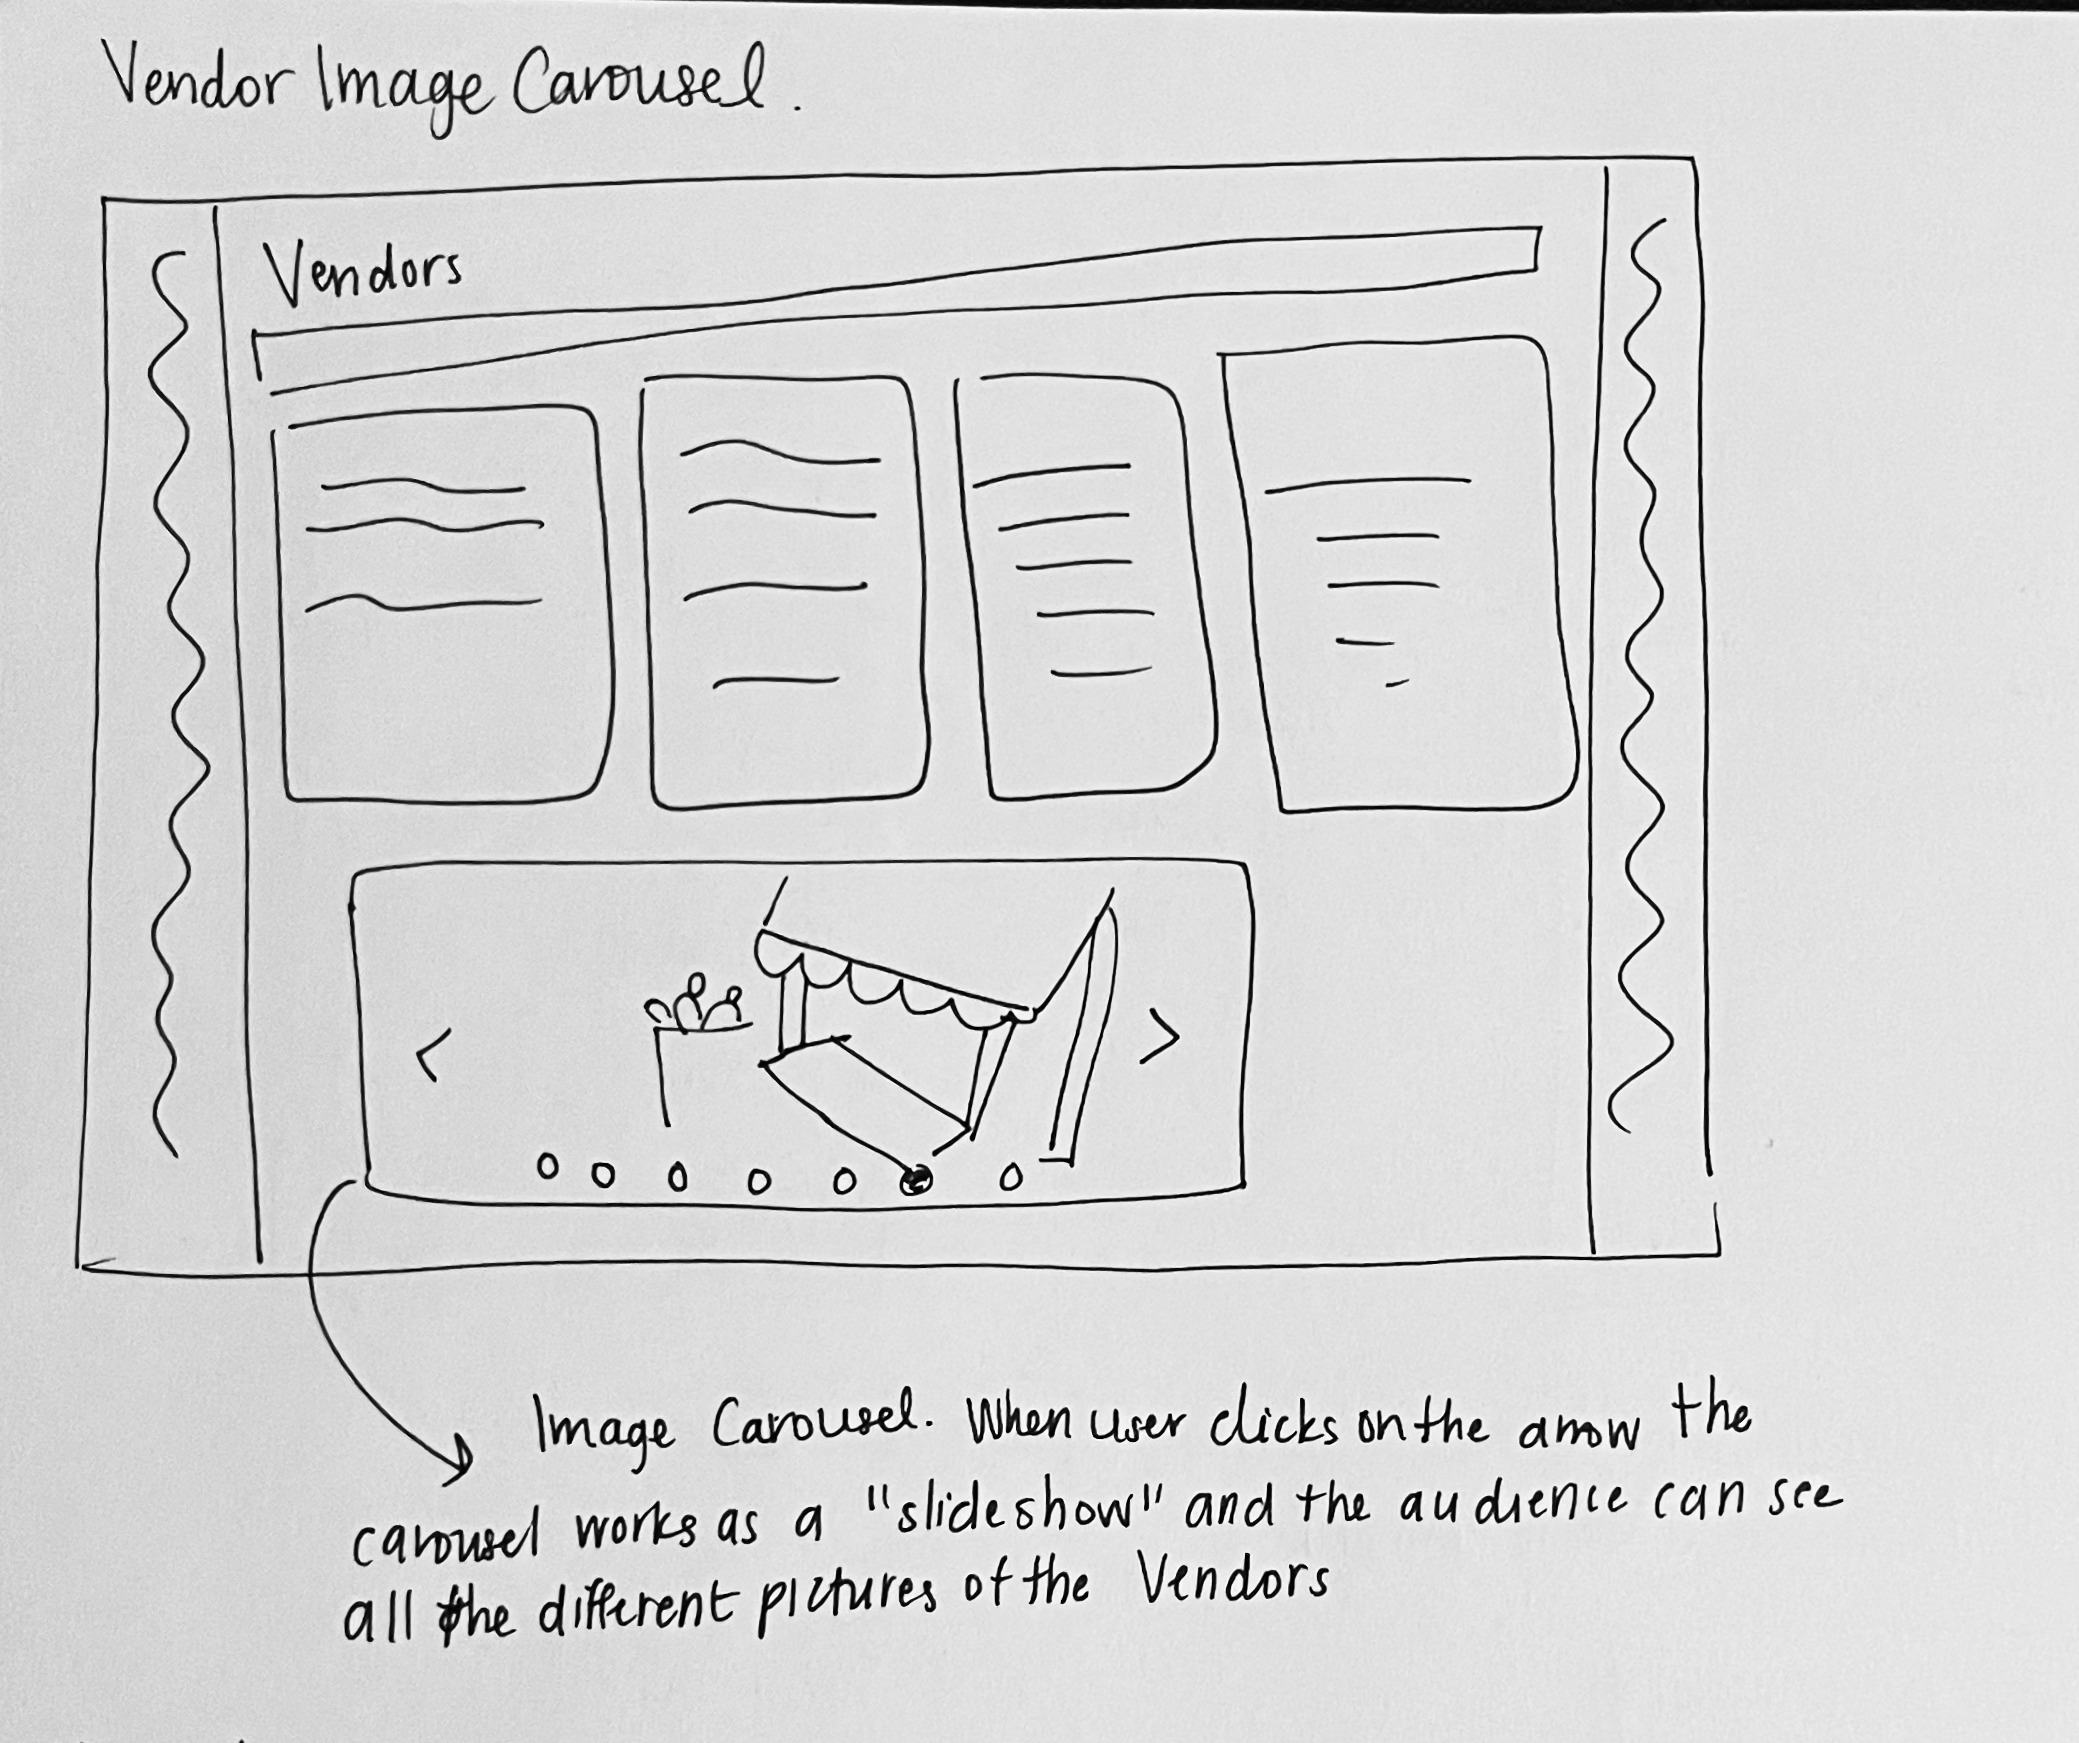 Vendor Image Carousel.
Vendors
<
>
Image Carousel. When user clicks on the arrow the
carousel works as a "slideshow" and the audience can see
all the different pictures of the Vendors